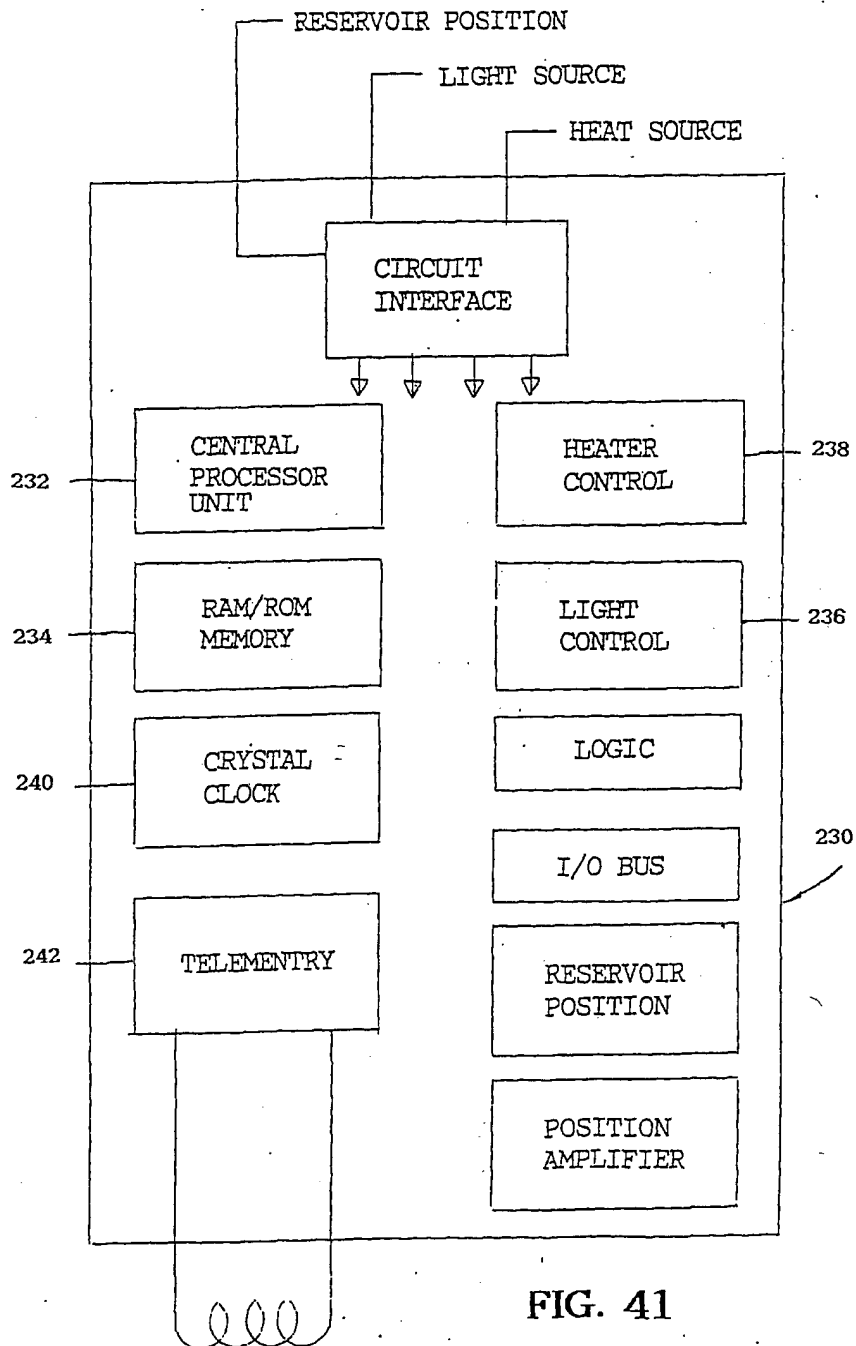 RESERVOIR POSITION
LIGHT SOURCE
HEAT SOURCE
CIRCUIT
INTERFACE
CENTRAL
PROCESSOR
UNIT
232
HEATER
CONTROL
238
RAM/ROM
MEMORY
234
LIGHT
CONTROL
236
CRYSTAL
CLOCK
240
LOGIC
I/O BUS
230
TELEMENTRY
242
RESERVOIR
POSITION
POSITION
AMPLIFIER
FIG. 41